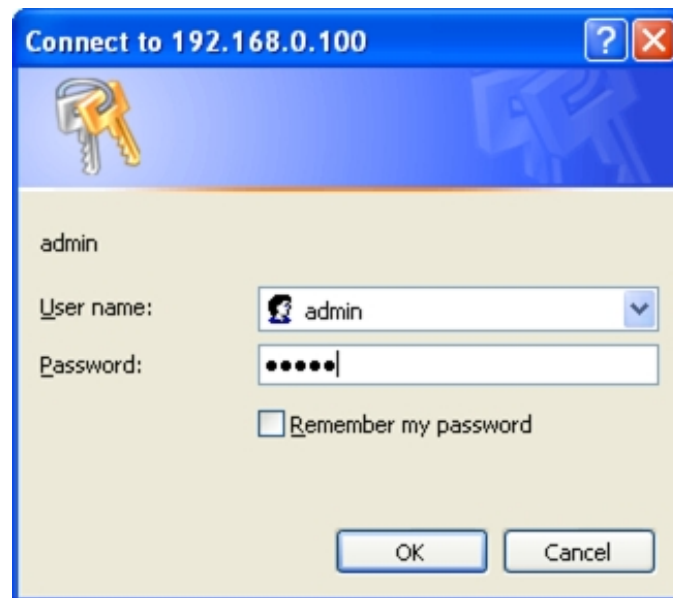 Connect to 192.168.0.100
?
admin
User name: admin
Password: •••••
Remember my password
OK Cancel